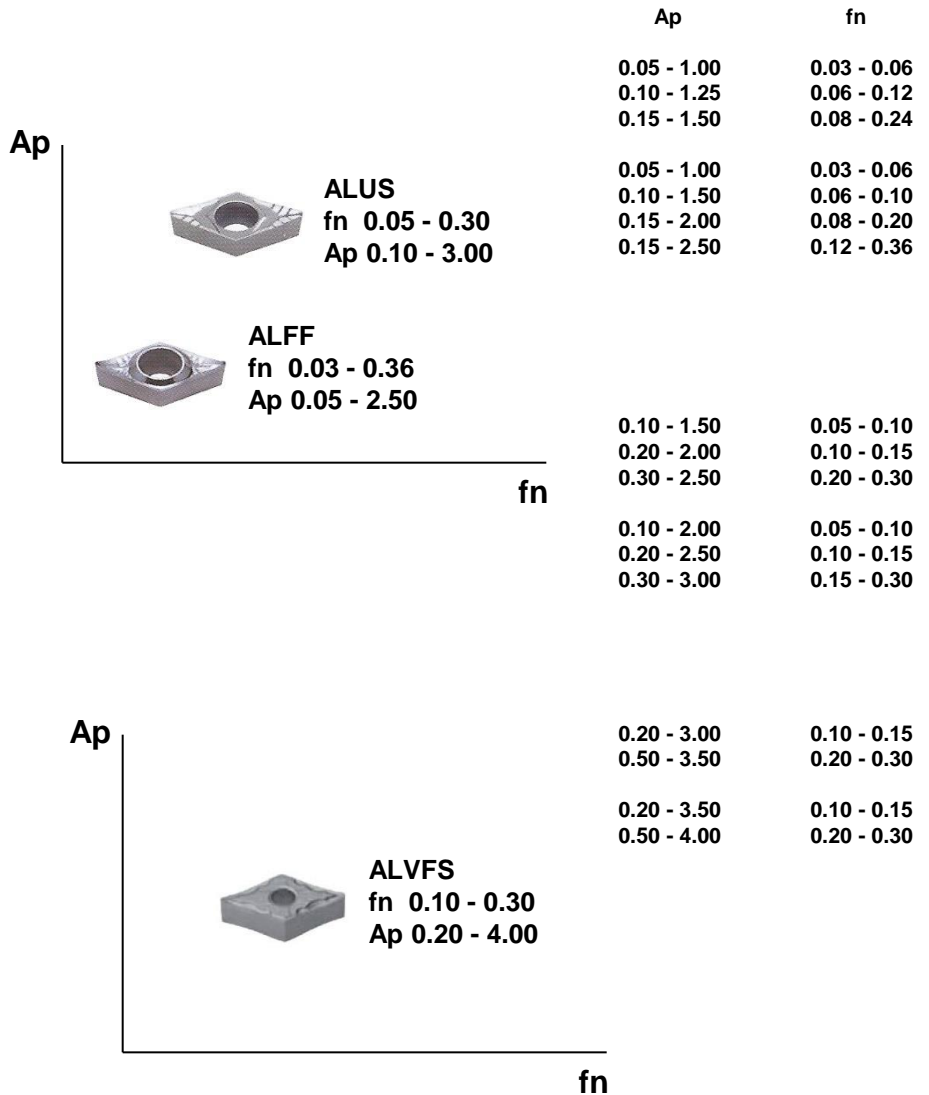 Ap fn
0.05 - 1.00 0.03 - 0.06
0.10 - 1.25 0.06 - 0.12
0.15 - 1.50 0.08 - 0.24
0.05 - 1.00 0.03 - 0.06
0.10 - 1.50 0.06 - 0.10
0.15 - 2.00 0.08 - 0.20
0.15 - 2.50 0.12 - 0.36
Ap
ALUS
fn 0.05 - 0.30
Ap 0.10 - 3.00
ALFF
fn 0.03 - 0.36
Ap 0.05 - 2.50
fn
0.10 - 1.50 0.05 - 0.10
0.20 - 2.00 0.10 - 0.15
0.30 - 2.50 0.20 - 0.30
0.10 - 2.00 0.05 - 0.10
0.20 - 2.50 0.10 - 0.15
0.30 - 3.00 0.15 - 0.30
Ap
0.20 - 3.00 0.10 - 0.15
0.50 - 3.50 0.20 - 0.30
0.20 - 3.50 0.10 - 0.15
0.50 - 4.00 0.20 - 0.30
ALVFS
fn 0.10 - 0.30
Ap 0.20 - 4.00
fn